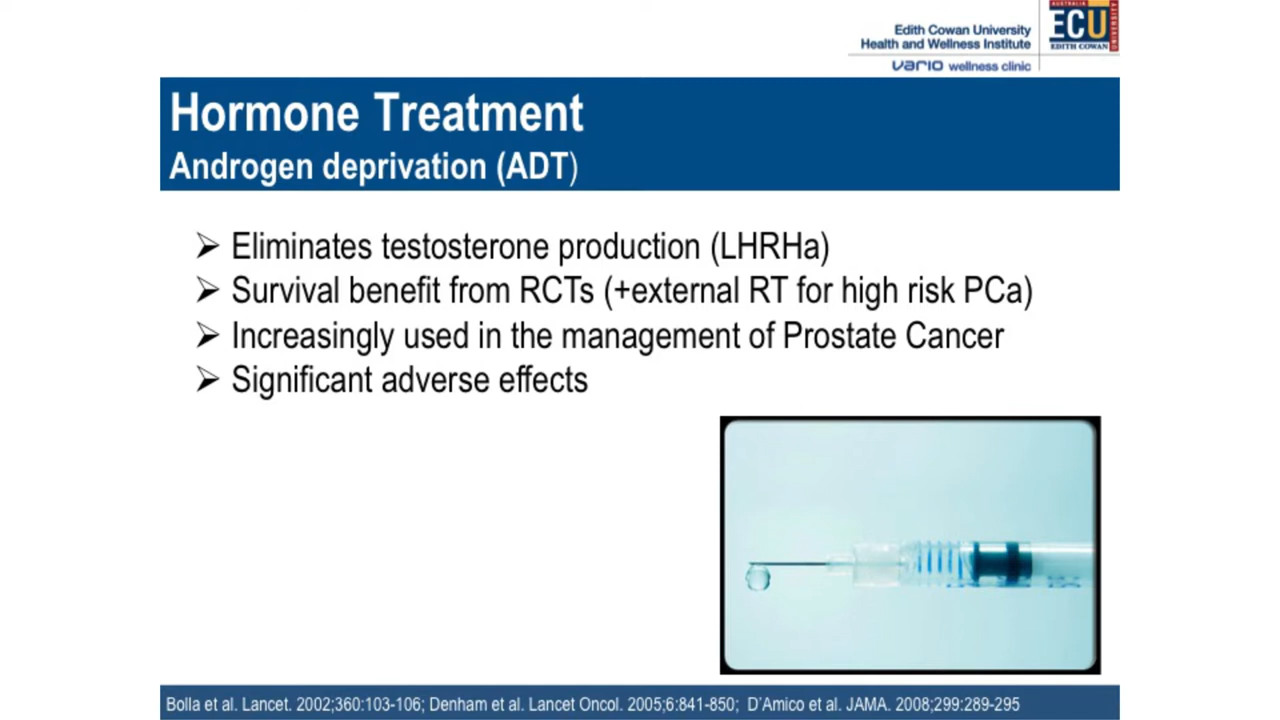 Edith Cowan University
Health and Wellness Institute
vario wellness clinic
AUSTRALIA
ECU
EDITH COWAN
UNIVERSITY
Hormone Treatment
Androgen deprivation (ADT)
➢ Eliminates testosterone production (LHRHa)
➢ Survival benefit from RCTs (+external RT for high risk PCa)
➢ Increasingly used in the management of Prostate Cancer
➢ Significant adverse effects
Bolla et al. Lancet. 2002;360:103-106; Denham et al. Lancet Oncol. 2005;6:841-850; D'Amico et al. JAMA. 2008;299:289-295